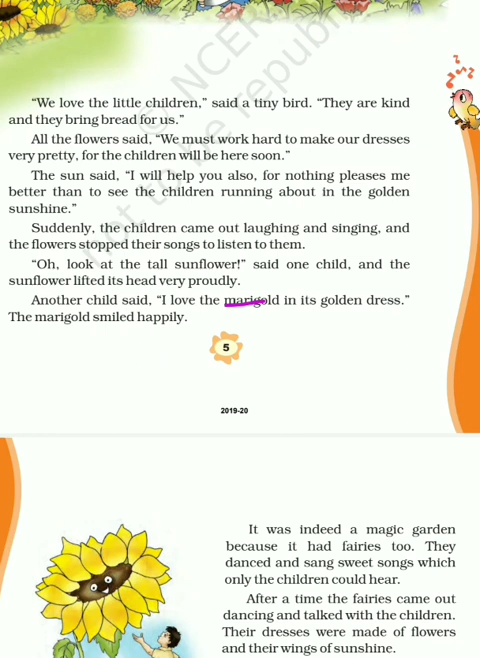 "We love the little children," said a tiny bird. "They are kind
and they bring bread for us."
All the flowers said, "We must work hard to make our dresses
very pretty, for the children will be here soon."
The sun said, "I will help you also, for nothing pleases me
better than to see the children running about in the golden
sunshine."
Suddenly, the children came out laughing and singing, and
the flowers stopped their songs to listen to them.
"Oh, look at the tall sunflower!" said one child, and the
sunflower lifted its head very proudly.
Another child said, "I love the marigold in its golden dress."
The marigold smiled happily.
5
2019-20
It was indeed a magic garden
because it had fairies too. They
danced and sang sweet songs which
only the children could hear.
After a time the fairies came out
dancing and talked with the children.
Their dresses were made of flowers
and their wings of sunshine.